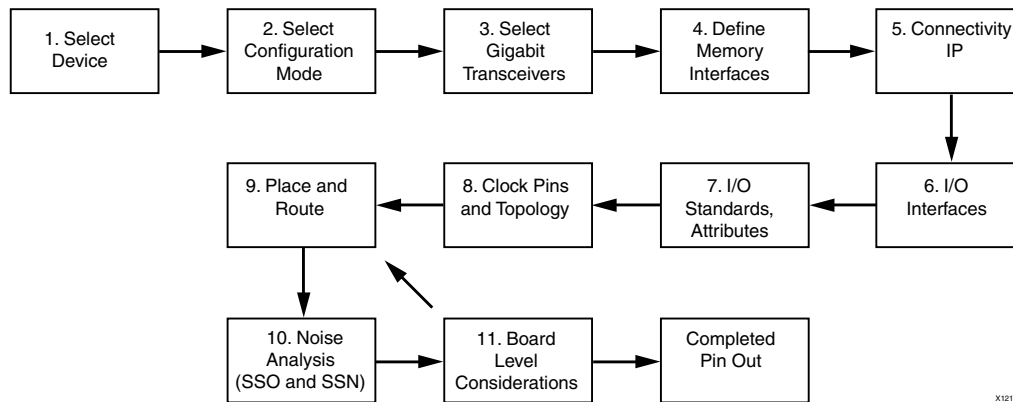 1. Select
Device
2. Select
Configuration
Mode
3. Select
Gigabit
Transceivers
4. Define
Memory
Interfaces
5. Connectivity
IP
6. I/O
Interfaces
7. I/O
Standards,
Attributes
8. Clock Pins
and Topology
9. Place and
Route
10. Noise
Analysis
(SSO and SSN)
11. Board
Level
Considerations
Completed
Pin Out